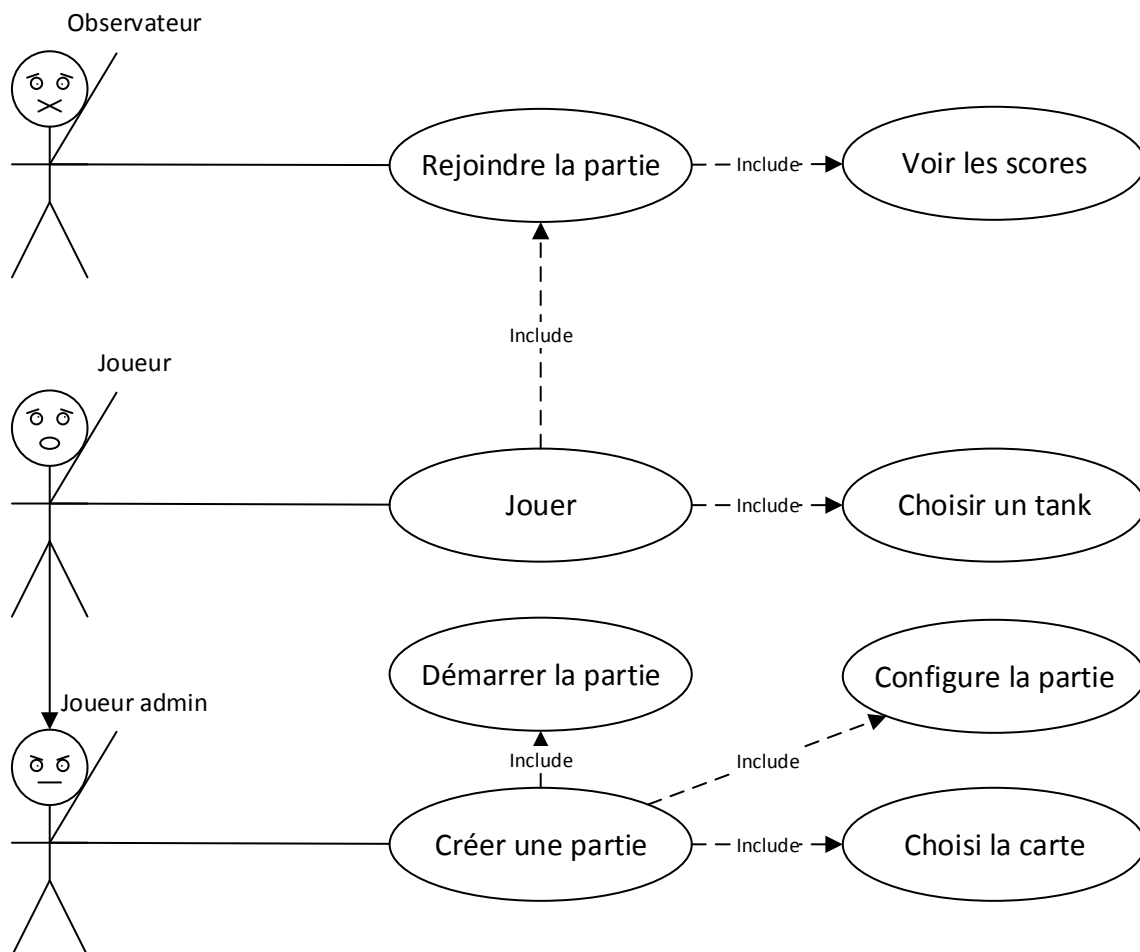 Observateur
Rejoindre la partie
Include
Voir les scores
Include
Joueur
Jouer
Include
Choisir un tank
Démarrer la partie
Configure la partie
Joueur admin
Include
Include
Créer une partie
Include
Choisi la carte